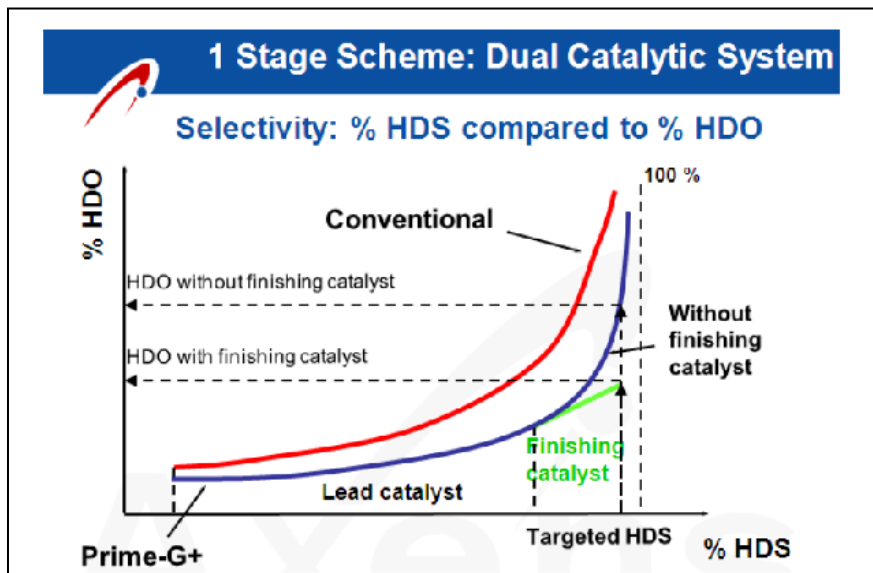 1 Stage Scheme: Dual Catalytic System
Selectivity: % HDS compared to % HDO
100 %
% HDO
Conventional
HDO without finishing catalyst
Without
finishing
catalyst
HDO with finishing catalyst
Finishing
catalyst
Lead catalyst
Targeted HDS
% HDS
Prime-G+
Axens